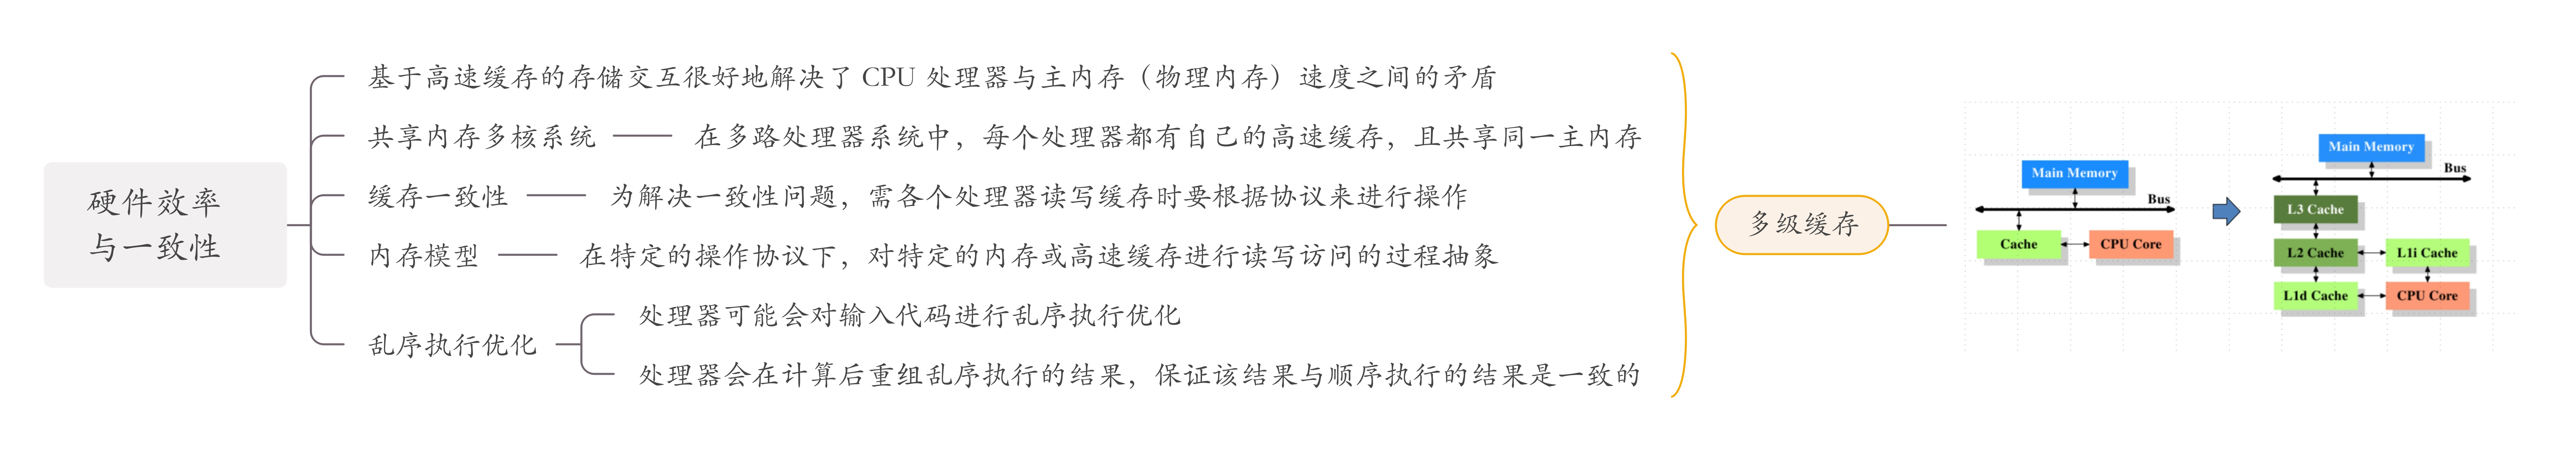 硬件效率
与一致性
基于高速缓存的存储交互很好地解决了 CPU 处理器与主内存（物理内存）速度之间的矛盾
共享内存多核系统
在多路处理器系统中，每个处理器都有自己的高速缓存，且共享同一主内存
缓存一致性
为解决一致性问题，需各个处理器读写缓存时要根据协议来进行操作
内存模型
在特定的操作协议下，对特定的内存或高速缓存进行读写访问的过程抽象
乱序执行优化
处理器可能会对输入代码进行乱序执行优化
处理器会在计算后重组乱序执行的结果，保证该结果与顺序执行的结果是一致的
多级缓存
Main Memory
Bus
Cache
CPU Core
Main Memory
Bus
L3 Cache
L2 Cache
L1i Cache
L1d Cache
CPU Core